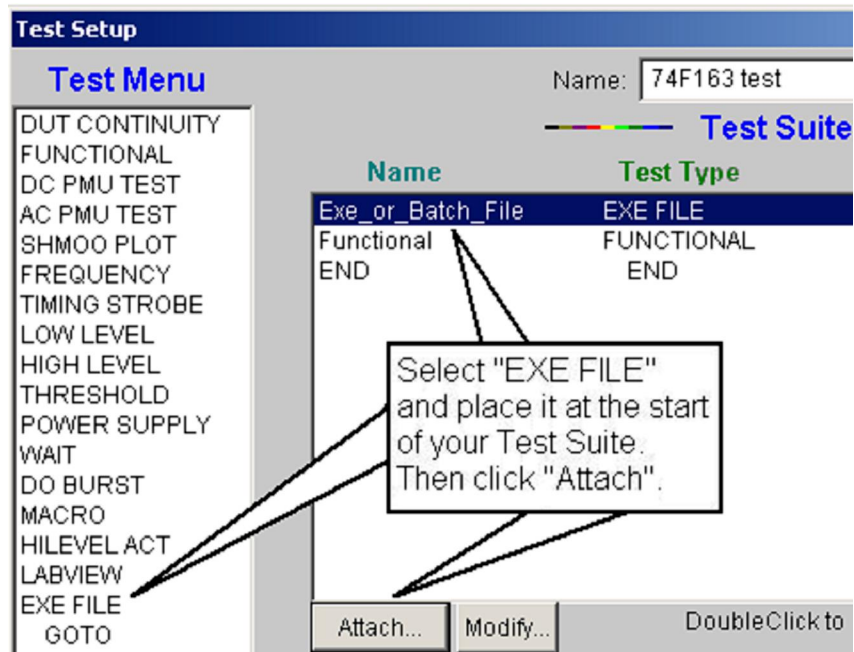 Test Setup
Test Menu
Name: 74F163 test
Test Suite
Name Test Type
DUT CONTINUITY
FUNCTIONAL
DC PMU TEST
AC PMU TEST
SHMOO PLOT
FREQUENCY
TIMING STROBE
LOW LEVEL
HIGH LEVEL
THRESHOLD
POWER SUPPLY
WAIT
DO BURST
MACRO
HILEVEL ACT
LABVIEW
EXE FILE
GOTO
Exe_or_Batch_File EXE FILE
Functional FUNCTIONAL
END END
Select "EXE FILE"
and place it at the start
of your Test Suite.
Then click "Attach".
Attach... Modify... DoubleClick to